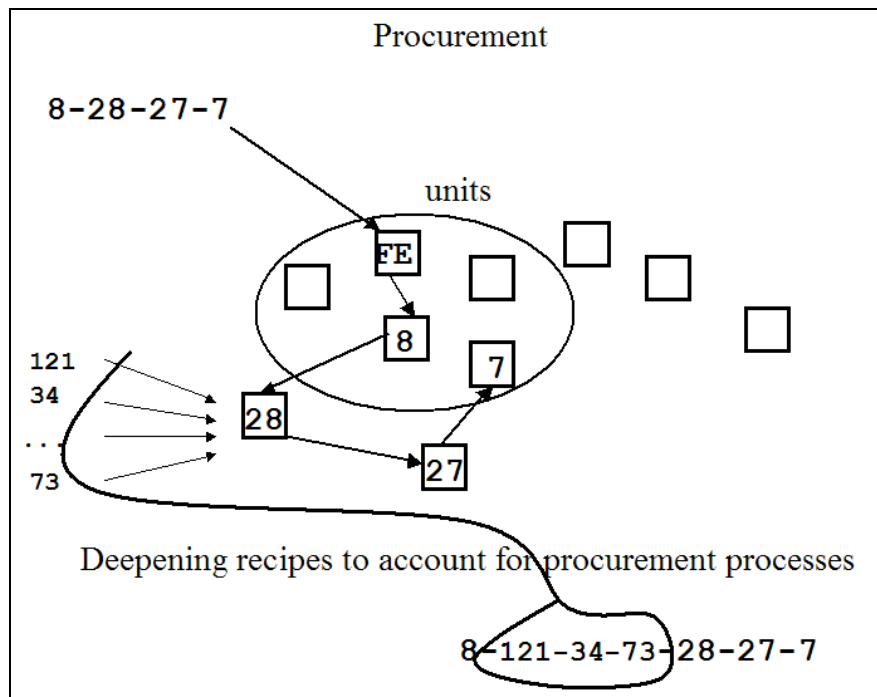 Procurement
8-28-27-7
units
FE
8
7
121
34
28
...
27
73
Deepening recipes to account for procurement processes
8-121-34-73-28-27-7